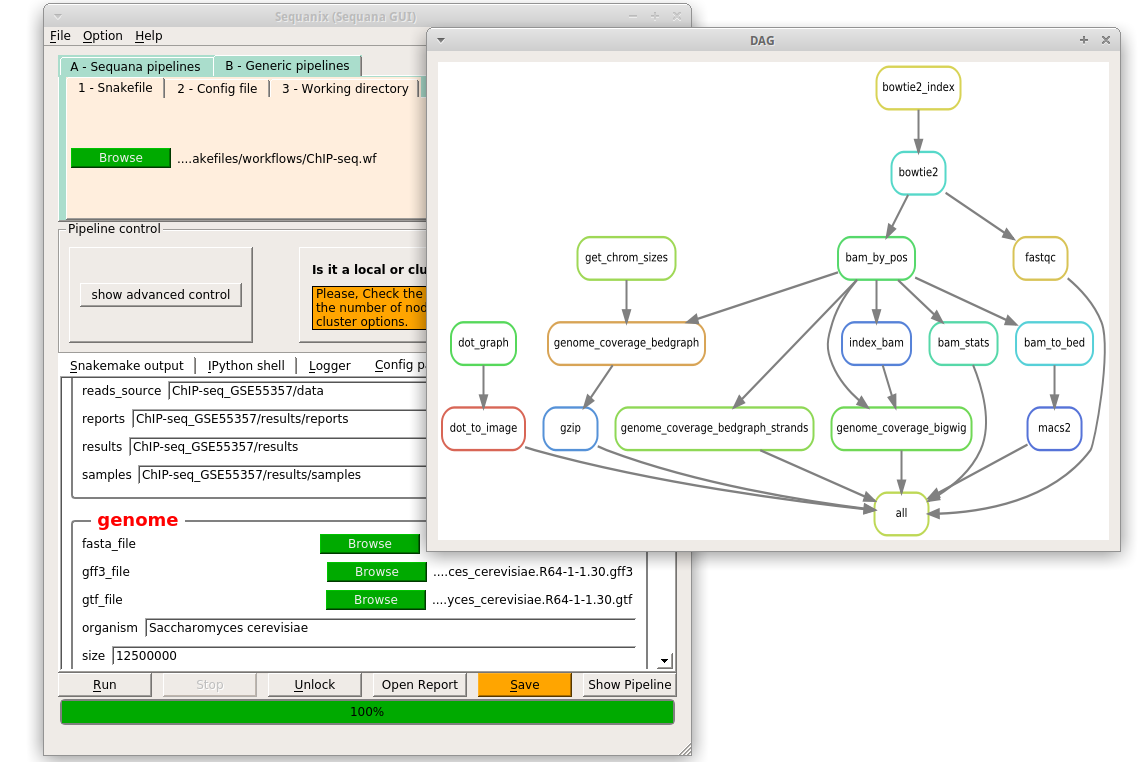 Sequanix (Sequana GUI)
File Option Help
A - Sequana pipelines B - Generic pipelines
1 - Snakefile 2 - Config file 3 - Working directory
Browse ....akefiles/workflows/ChIP-seq.wf
Pipeline control
show advanced control
Is it a local or clu
Please, Check the
the number of nod
cluster options.
Snakemake output IPython shell Logger Config pa
reads_source ChIP-seq_GSE55357/data
reports ChIP-seq_GSE55357/results/reports
results ChIP-seq_GSE55357/results
samples ChIP-seq_GSE55357/results/samples
genome
fasta_file Browse
gff3_file Browse ....ces_cerevisiae.R64-1-1.30.gff3
gtf_file Browse ....yces_cerevisiae.R64-1-1.30.gtf
organism Saccharomyces cerevisiae
size 12500000
Run Stop Unlock Open Report Save Show Pipeline
100%
DAG
bowtie2_index
bowtie2
get_chrom_sizes bam_by_pos fastqc
dot_graph genome_coverage_bedgraph index_bam bam_stats bam_to_bed
dot_to_image gzip genome_coverage_bedgraph_strands genome_coverage_bigwig macs2
all